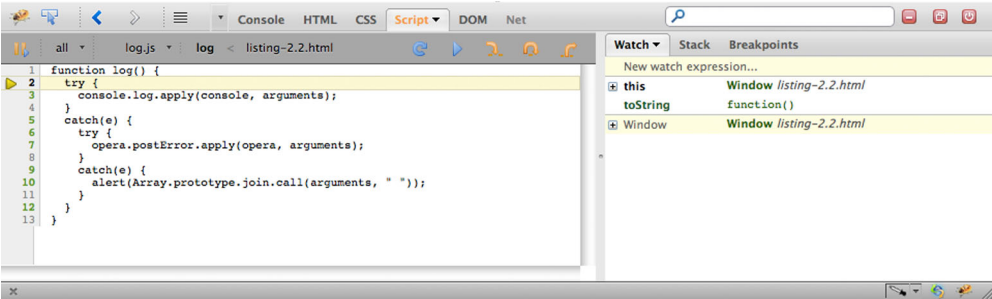 Console HTML CSS Script DOM Net
all log.js log < listing-2.2.html
Watch Stack Breakpoints
New watch expression...
this Window listing-2.2.html
toString function()
Window Window listing-2.2.html
1 function log() {
2 try {
3 console.log.apply(console, arguments);
4 }
5 catch(e) {
6 try {
7 opera.postError.apply(opera, arguments);
8 }
9 catch(e) {
10 alert(Array.prototype.join.call(arguments, " "));
11 }
12 }
13 }